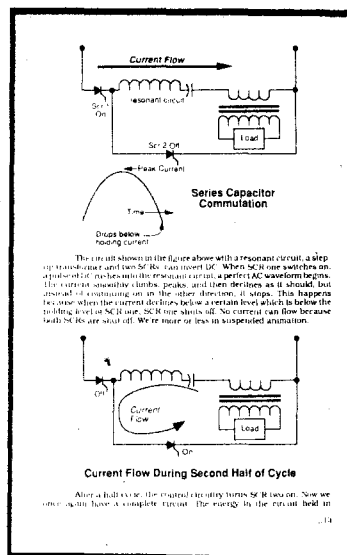 Current Flow
Scr 1
On
resonant circuit
Load
Scr 2 Off
Peak Current
Series Capacitor
Commutation
Time
Drops below
holding current
The circuit shown in the figure above with a resonant circuit, a step
up transformer and two SCRs, can invert DC. When SCR one switches on,
a pulse of DC rushes into the resonant circuit, a perfect AC waveform begins.
The current smoothly climbs, peaks, and then declines as it should, but
instead of continuing on in the other direction, it stops. This happens
because when the current declines below a certain level which is below the
holding level of SCR one, SCR one shuts off. No current can flow because
both SCRs are shut off. We're more or less in suspended animation.
Off
Current
Flow
Load
On
Current Flow During Second Half of Cycle
After a half cycle, the control circuitry turns SCR two on. Now we
once again have a complete circuit. The energy in the circuit held in